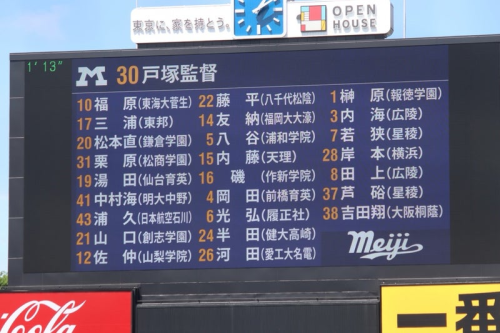 東京に、家を持とう。
OPEN HOUSE
1'13"
M 30 戸塚監督
10 福原(東海大菅生) 22 藤平(八千代松陰) 1 榊原(報徳学園)
17 三浦(東邦) 14 友納(福岡大大濠) 3 内海(広陵)
20 松本直(鎌倉学園) 5 八谷(浦和学院) 7 若狭(星稜)
31 栗原(松商学園) 15 内藤(天理) 28 岸本(横浜)
19 湯田(仙台育英) 16 磯(作新学院) 8 田上(広陵)
41 中村海(明大中野) 4 岡田(前橋育英) 37 芦硲(星稜)
43 浦久(日本航空石川) 6 光弘(履正社) 38 吉田翔(大阪桐蔭)
21 山口(創志学園) 24 半田(健大高崎)
12 佐仲(山梨学院) 26 河田(愛工大名電)
Meiji
Coca
一番